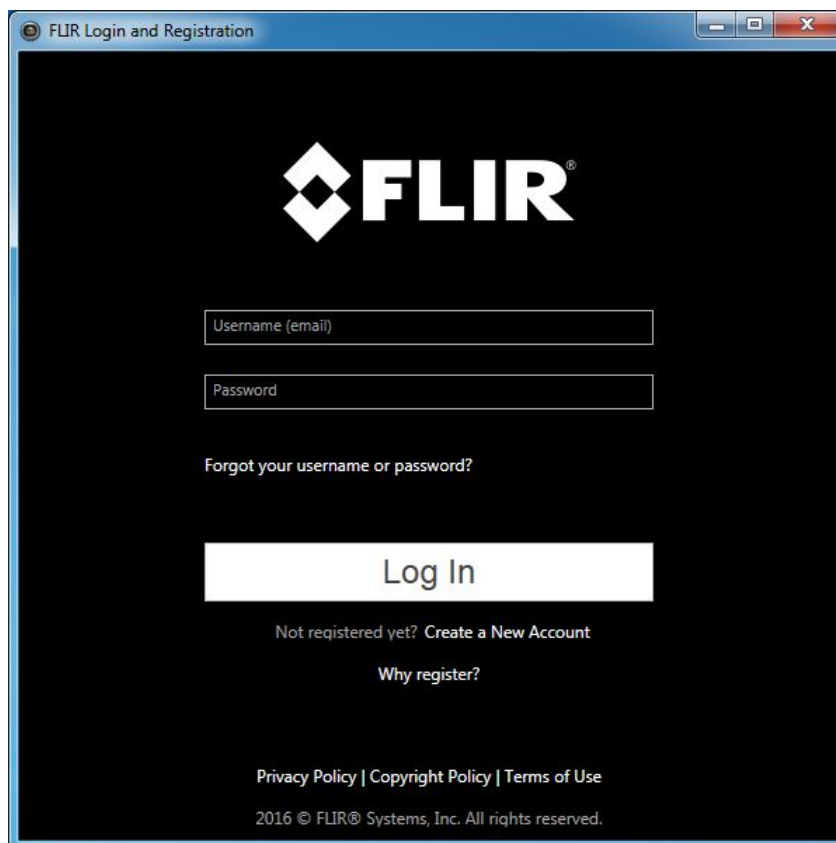 FLIR Login and Registration
FLIR®
Username (email)
Password
Forgot your username or password?
Log In
Not registered yet? Create a New Account
Why register?
Privacy Policy | Copyright Policy | Terms of Use
2016 © FLIR® Systems, Inc. All rights reserved.